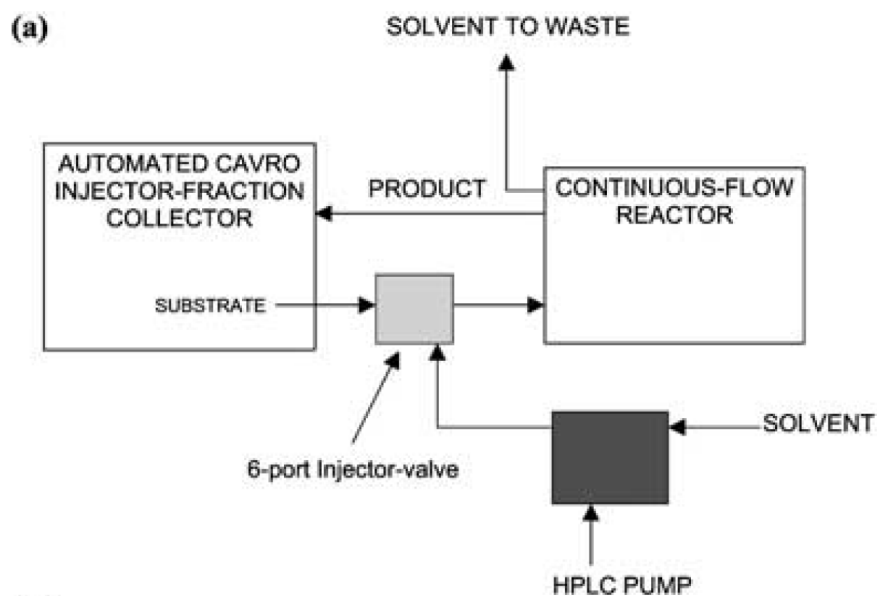 (a)
SOLVENT TO WASTE
AUTOMATED CAVRO
INJECTOR-FRACTION
COLLECTOR
PRODUCT
CONTINUOUS-FLOW
REACTOR
SUBSTRATE
6-port Injector-valve
SOLVENT
HPLC PUMP